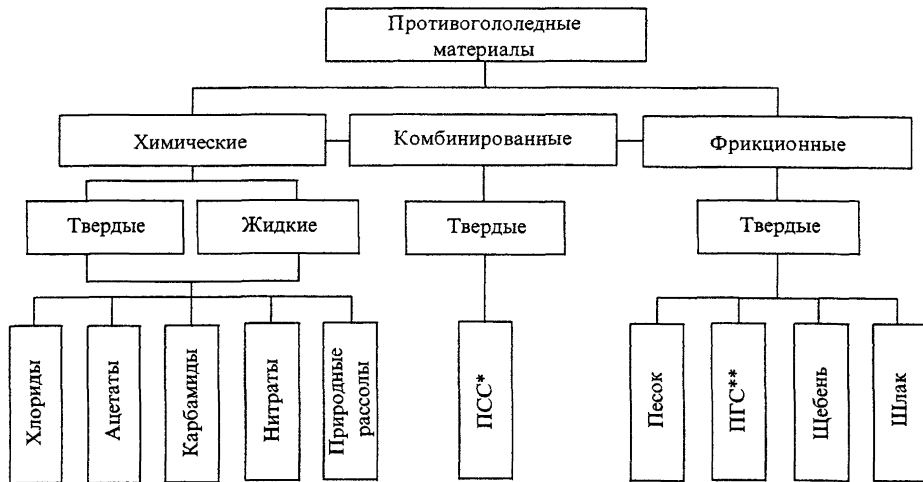 Противогололедные
материалы
Химические
Комбинированные
Фрикционные
Твердые
Жидкие
Твердые
Твердые
Хлориды
Ацетаты
Карбамиды
Нитраты
Природные
рассолы
ПСС*
Песок
ПГС**
Щебень
Шлак